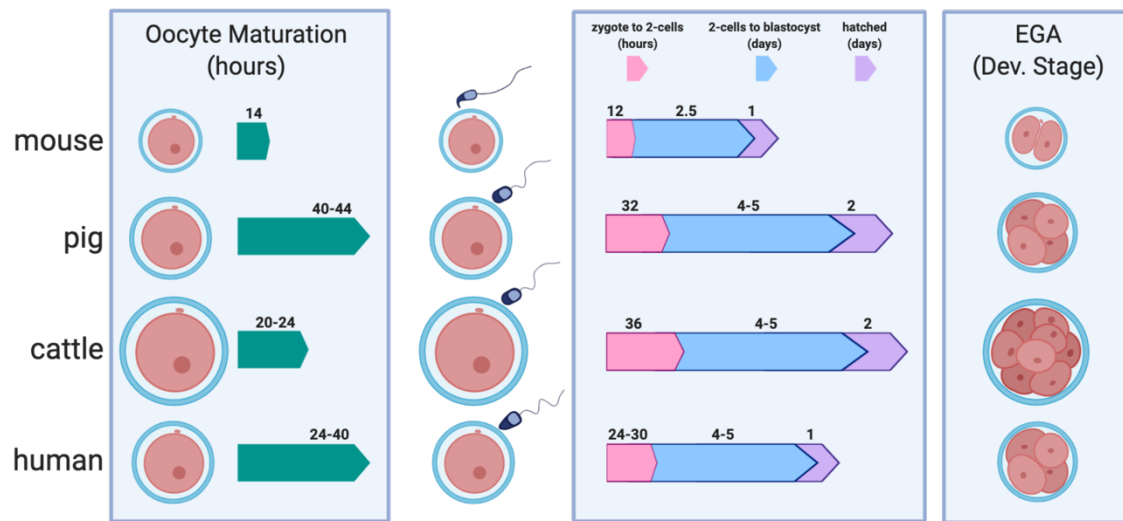 Oocyte Maturation
(hours)
zygote to 2-cells
(hours)
2-cells to blastocyst
(days)
hatched
(days)
EGA
(Dev. Stage)
mouse
14
12
2.5
1
pig
40-44
32
4-5
2
cattle
20-24
36
4-5
2
human
24-40
24-30
4-5
1